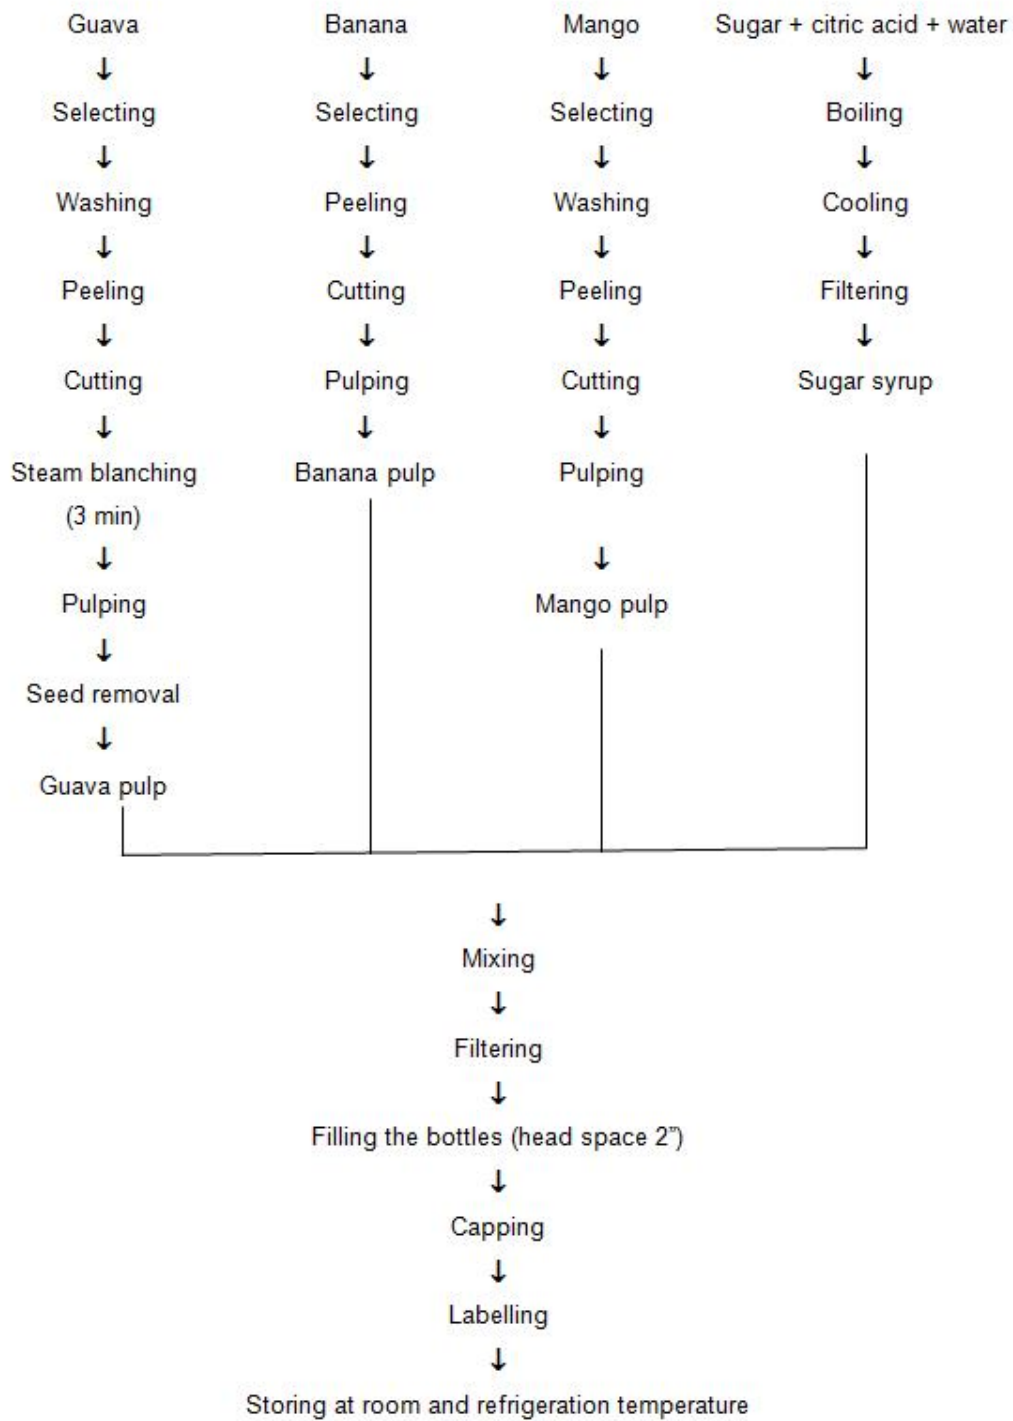 Guava Banana Mango Sugar + citric acid + water
↓ ↓ ↓ ↓
Selecting Selecting Selecting Boiling
↓ ↓ ↓ ↓
Washing Peeling Washing Cooling
↓ ↓ ↓ ↓
Peeling Cutting Peeling Filtering
↓ ↓ ↓ ↓
Cutting Pulping Cutting Sugar syrup
↓ ↓ ↓
Steam blanching Banana pulp Pulping
(3 min)
↓ ↓
Pulping Mango pulp
↓
Seed removal
↓
Guava pulp
↓
Mixing
↓
Filtering
↓
Filling the bottles (head space 2”)
↓
Capping
↓
Labelling
↓
Storing at room and refrigeration temperature